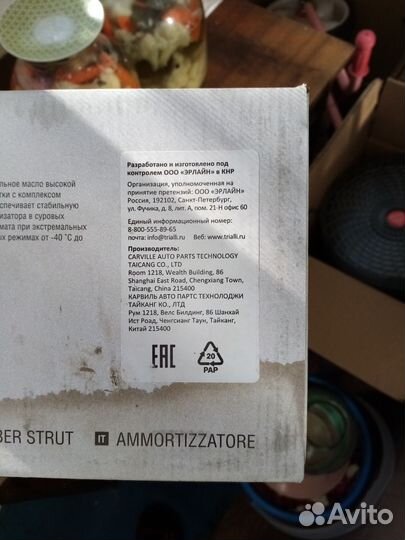 льное масло высокой
тки с комплексом
еспечивает стабильную
изатора в суровых
мата при экстремальных
ых режимах от -40 °С до
Разработано и изготовлено под
контролем ООО «ЭРЛАЙН» в КНР
Организация, уполномоченная на
принятие претензий: ООО «ЭРЛАЙН»
Россия, 192102, Санкт-Петербург,
ул. Фучика, д. 8, лит. А, пом. 21-Н офис 60
Единый информационный номер:
8-800-555-89-65
почта: info@trialli.ru Веб: www.trialli.ru
Производитель:
CARVILLE AUTO PARTS TECHNOLOGY
TAICANG CO., LTD
Room 1218, Wealth Building, 86
Shanghai East Road, Chengxiang Town,
Taicang, China 215400
КАРВИЛЬ АВТО ПАРТС ТЕХНОЛОДЖИ
ТАЙКАНГ КО., ЛТД
Рум 1218, Велс Билдинг, 86 Шанхай
Ист Роад, Ченгсианг Таун, Тайканг,
Китай 215400
EAC
20
PAP
BER STRUT IT AMMORTIZZATORE
Avito